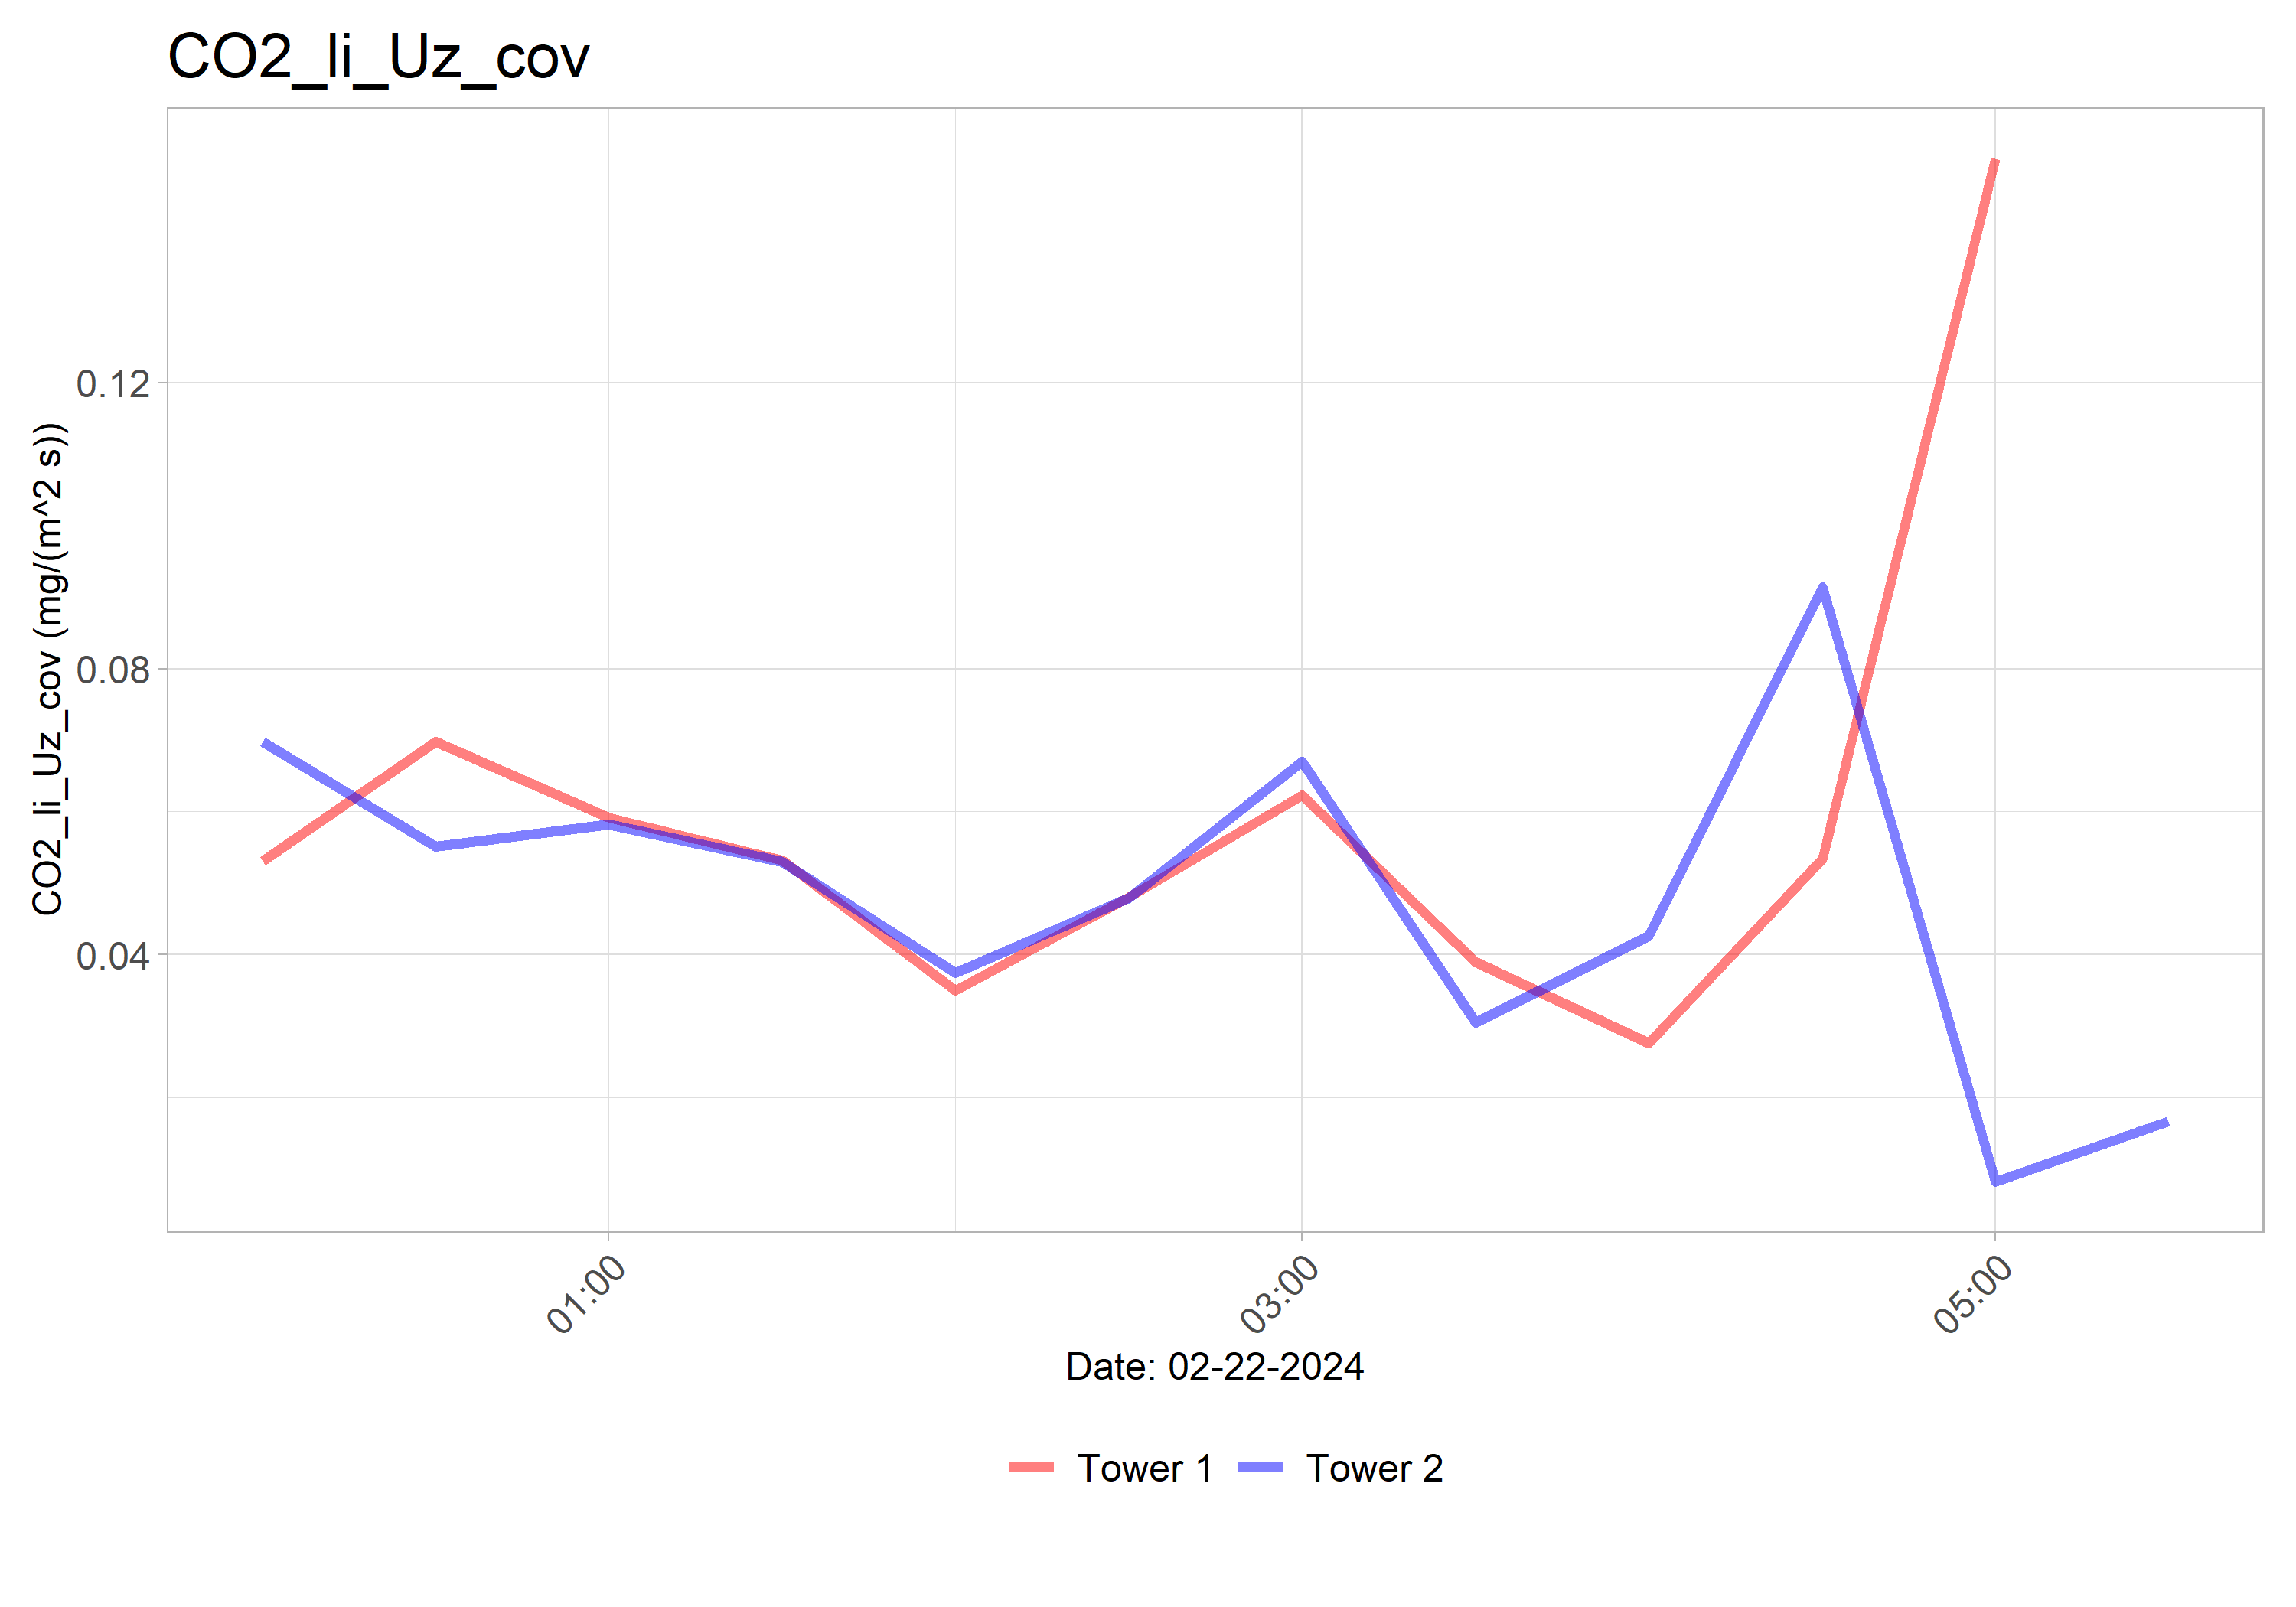 CO2_li_Uz_cov
CO2_li_Uz_cov (mg/(m^2 s))
0.12
0.08
0.04
01:00
03:00
05:00
Date: 02-22-2024
Tower 1
Tower 2